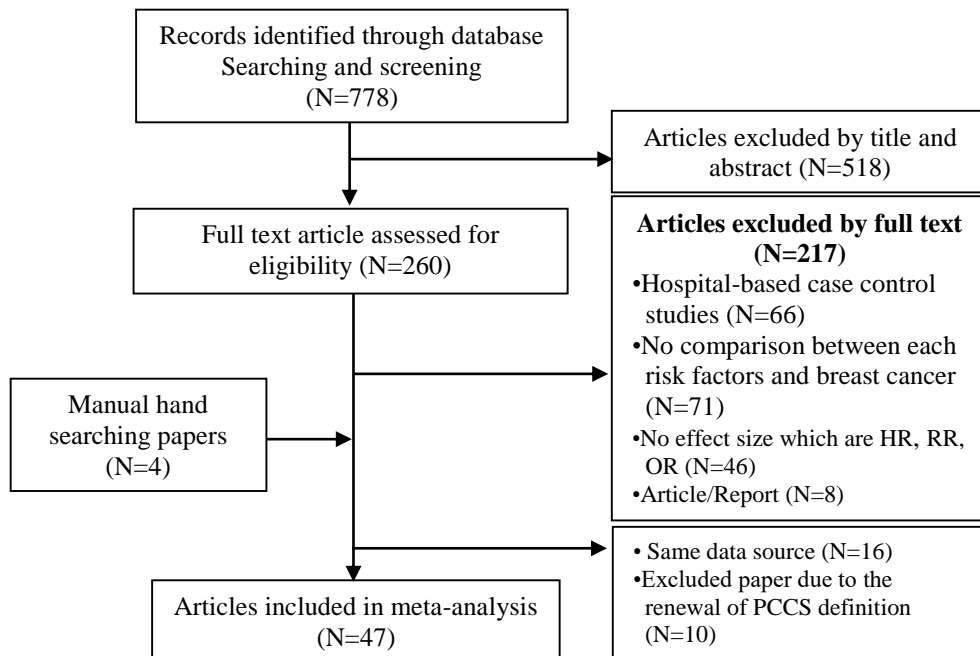 Records identified through database
Searching and screening
(N=778)
Articles excluded by title and
abstract (N=518)
Full text article assessed for
eligibility (N=260)
Articles excluded by full text
(N=217)
•Hospital-based case control
studies (N=66)
•No comparison between each
risk factors and breast cancer
(N=71)
•No effect size which are HR, RR,
OR (N=46)
•Article/Report (N=8)
Manual hand
searching papers
(N=4)
• Same data source (N=16)
•Excluded paper due to the
renewal of PCCS definition
(N=10)
Articles included in meta-analysis
(N=47)